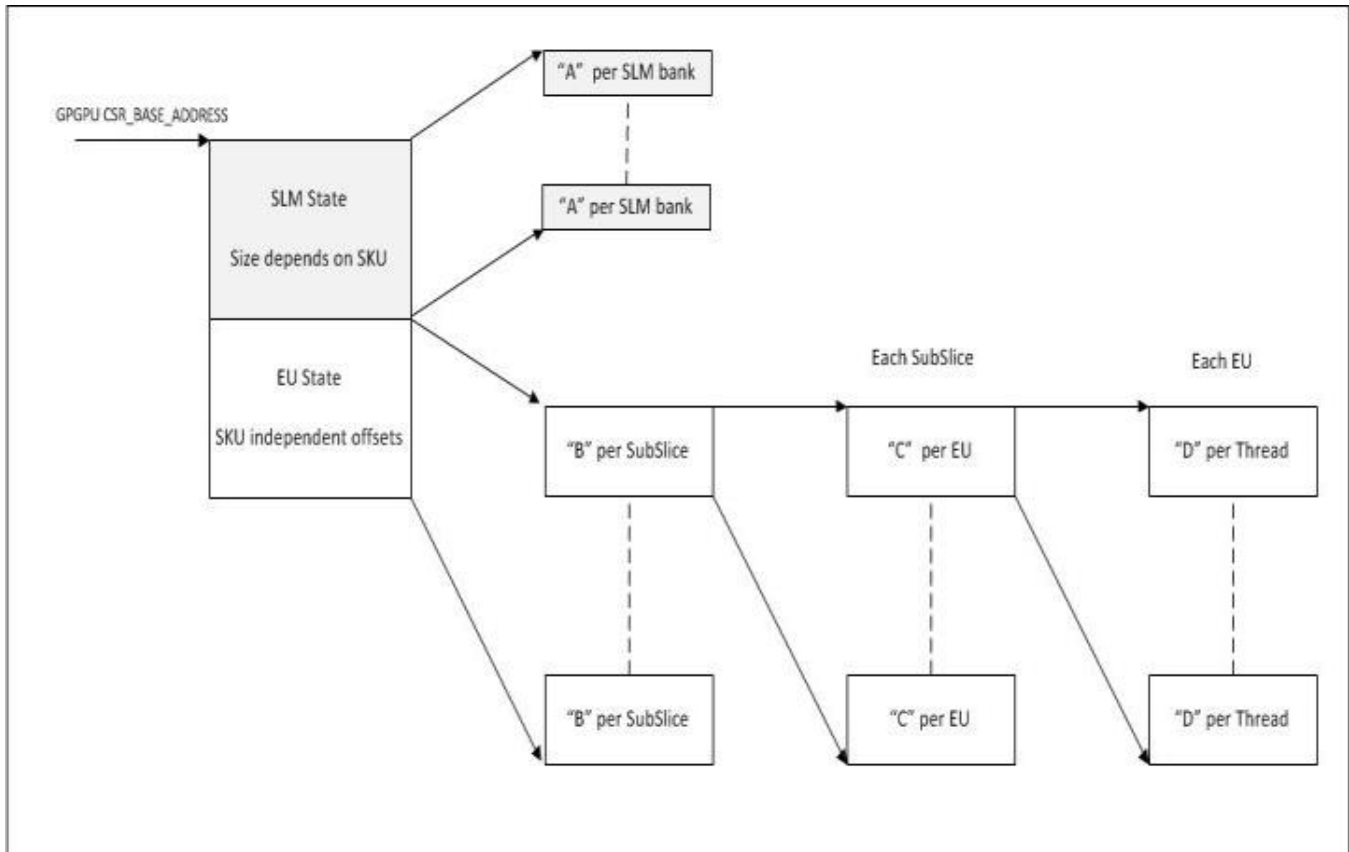 “A” per SLM bank
GPGPU CSR_BASE_ADDRESS
SLM State
“A” per SLM bank
Size depends on SKU
Each SubSlice
Each EU
EU State
SKU independent offsets
“B” per SubSlice
“C” per EU
“D” per Thread
“B” per SubSlice
“C” per EU
“D” per Thread